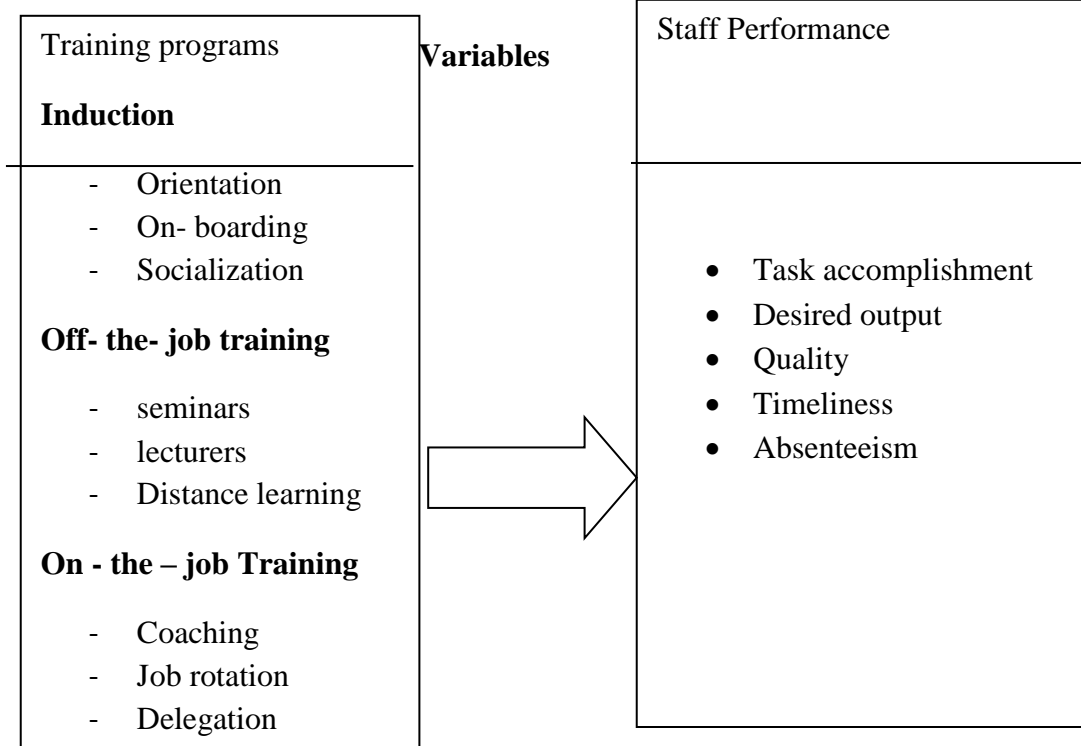 Training programs
Induction
- Orientation
- On- boarding
- Socialization
Off- the- job training
- seminars
- lecturers
- Distance learning
On - the – job Training
- Coaching
- Job rotation
- Delegation
Variables
Staff Performance
• Task accomplishment
• Desired output
• Quality
• Timeliness
• Absenteeism